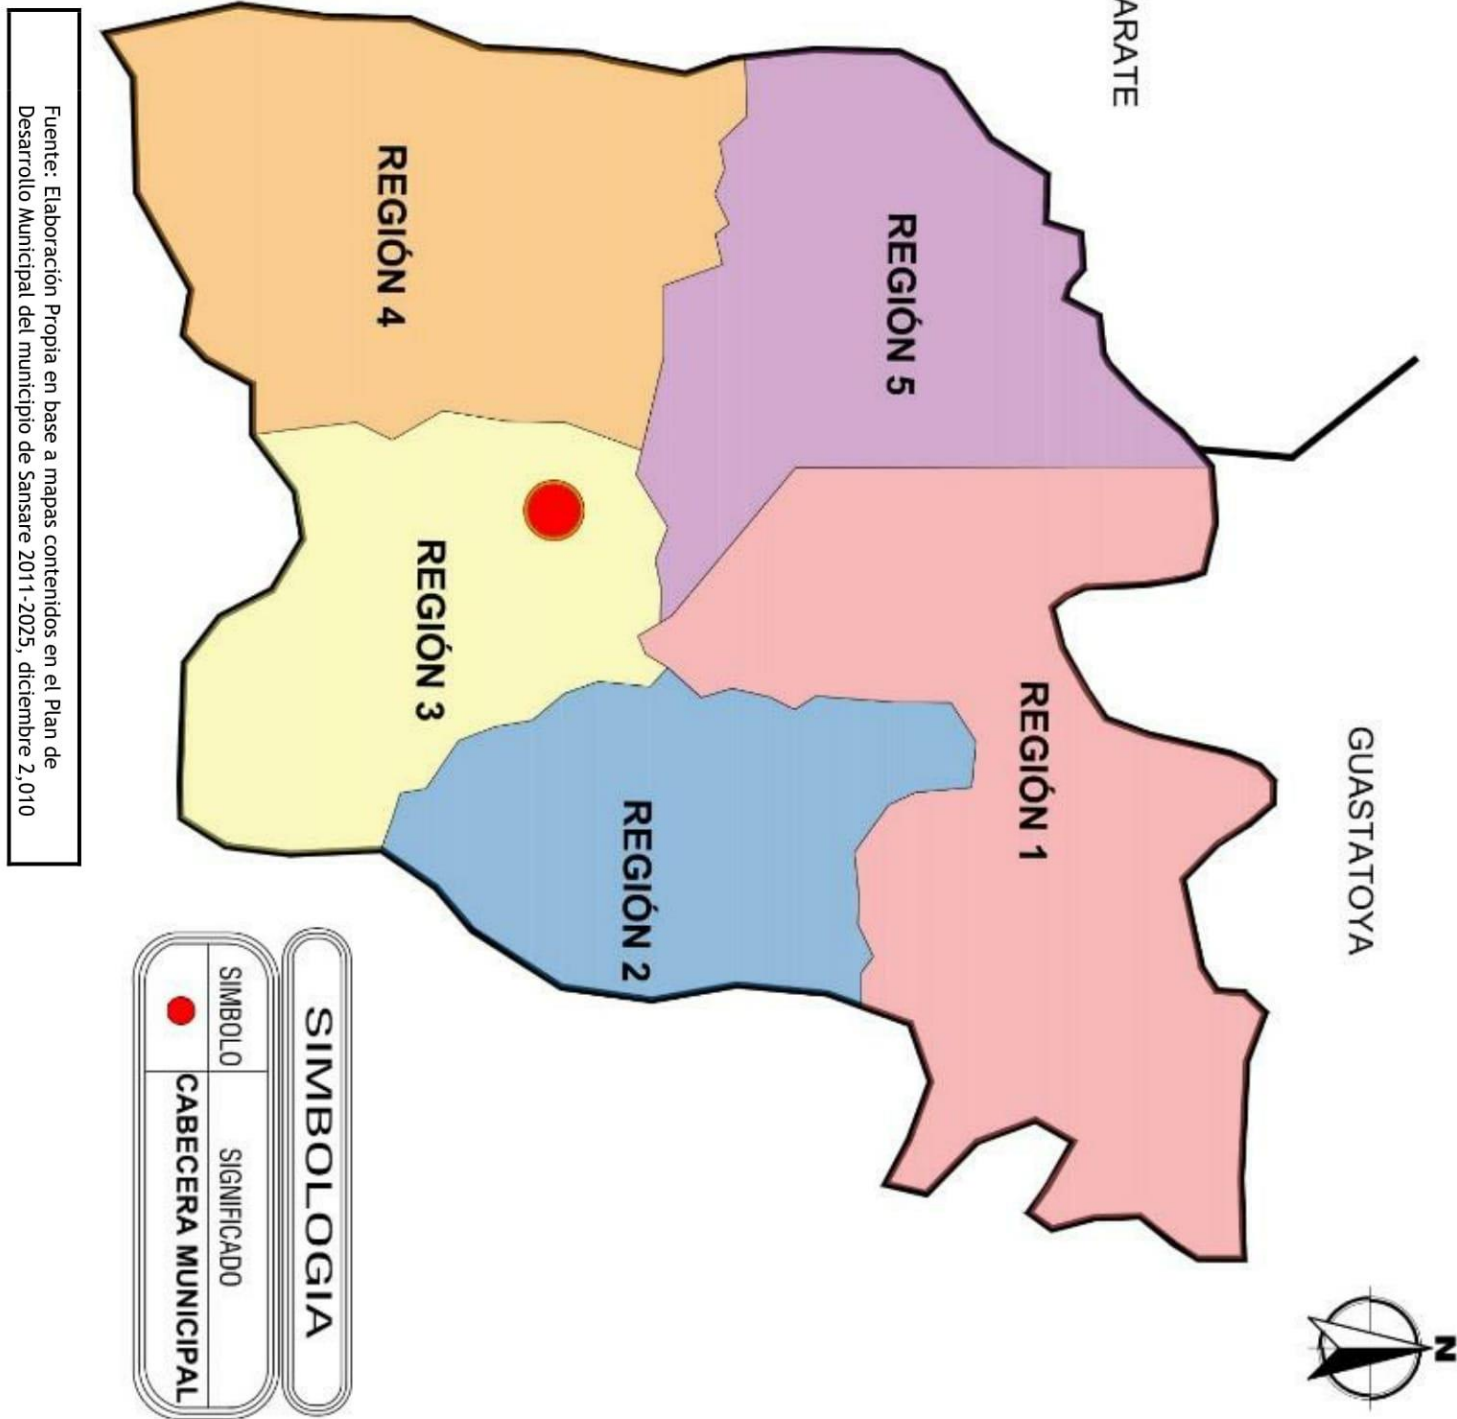 ARATE
GUASTATOYA
N
REGIÓN 5
REGIÓN 1
REGIÓN 4
REGIÓN 3
REGIÓN 2
SIMBOLOGIA
SIMBOLO SIGNIFICADO
CABECERA MUNICIPAL
Fuente: Elaboración Propia en base a mapas contenidos en el Plan de
Desarrollo Municipal del municipio de Sansare 2011-2025, diciembre 2,010